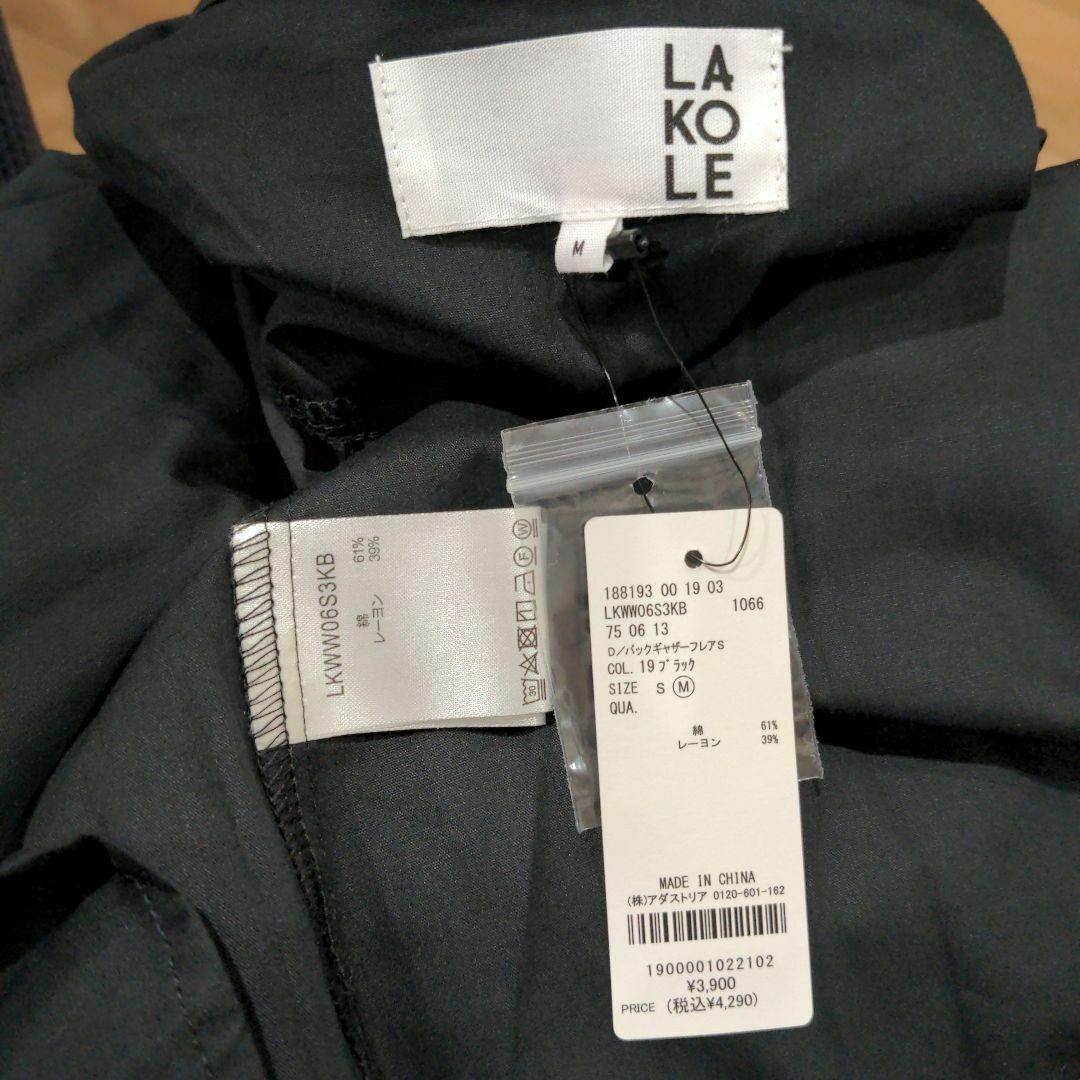 LA
KO
LE
M
LKWW06S3KB
綿 61%
レーヨン 39%
30
F
W
188193 00 19 03
LKWW06S3KB 1066
75 06 13
D/バックギャザーフレアS
COL. 19 ブラック
SIZE S M
QUA.
綿 61%
レーヨン 39%
MADE IN CHINA
(株)アダストリア 0120-601-162
1900001022102
¥3,900
PRICE (税込¥4,290)